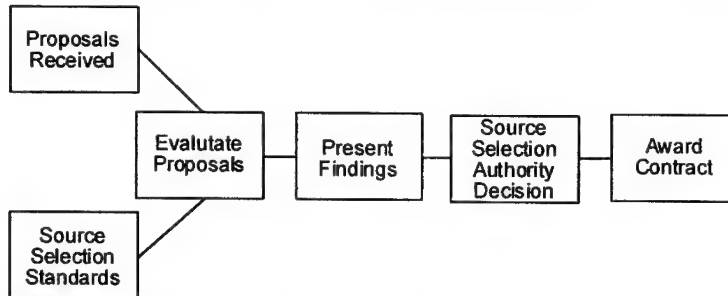 Proposals
Received
Evalutate
Proposals
Present
Findings
Source
Selection
Authority
Decision
Award
Contract
Source
Selection
Standards